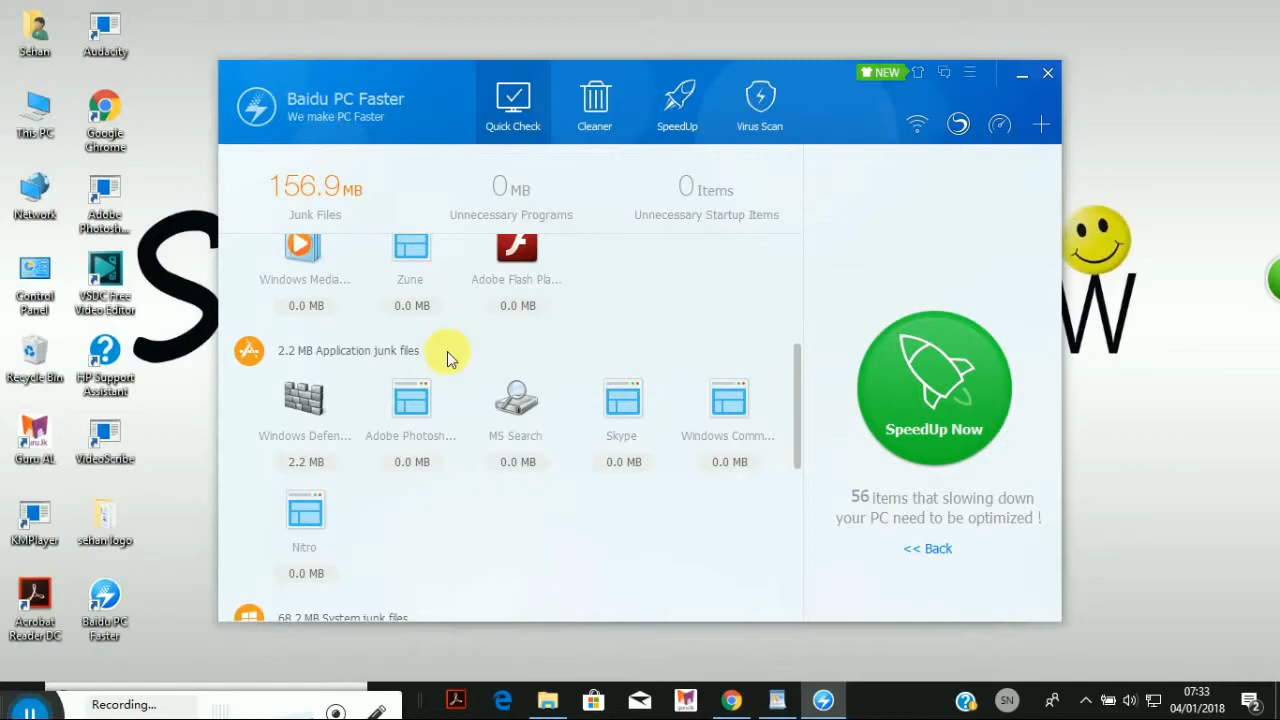 Sehan
Audacity
This PC
Google
Chrome
Network
Adobe
Photosh...
Control
Panel
VSDC Free
Video Editor
Recycle Bin
HP Support
Assistant
Guru AL
VideoScribe
KMPlayer
sehan logo
Acrobat
Reader DC
Baidu PC
Faster
S
W
Baidu PC Faster
We make PC Faster
Quick Check
Cleaner
SpeedUp
Virus Scan
NEW
156.9 MB
Junk Files
0 MB
Unnecessary Programs
0 Items
Unnecessary Startup Items
Windows Media...
Zune
Adobe Flash Pla...
0.0 MB
0.0 MB
0.0 MB
2.2 MB Application junk files
Windows Defen...
Adobe Photosh...
MS Search
Skype
Windows Comm...
2.2 MB
0.0 MB
0.0 MB
0.0 MB
0.0 MB
Nitro
0.0 MB
68.2 MB System junk files
SpeedUp Now
56 items that slowing down
your PC need to be optimized !
<< Back
Recording...
SN
07:33
04/01/2018
2